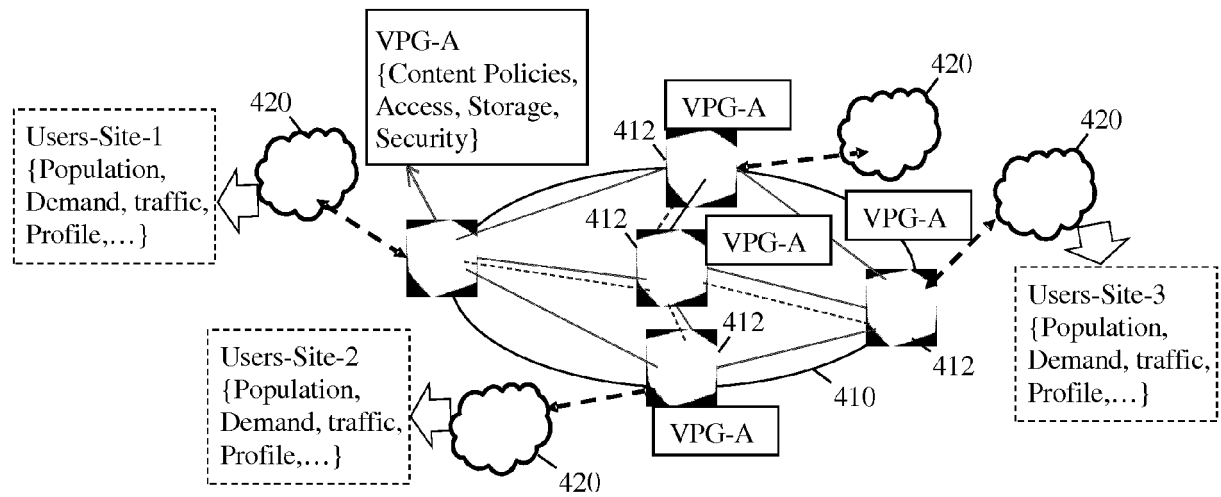 VPG-A
{Content Policies,
Access, Storage,
Security}
420
Users-Site-1
{Population,
Demand, traffic,
Profile,...}
VPG-A
412
420
420
VPG-A
412
VPG-A
Users-Site-3
{Population,
Demand, traffic,
Profile,...}
412
412
410
Users-Site-2
{Population,
Demand, traffic,
Profile,...}
VPG-A
420